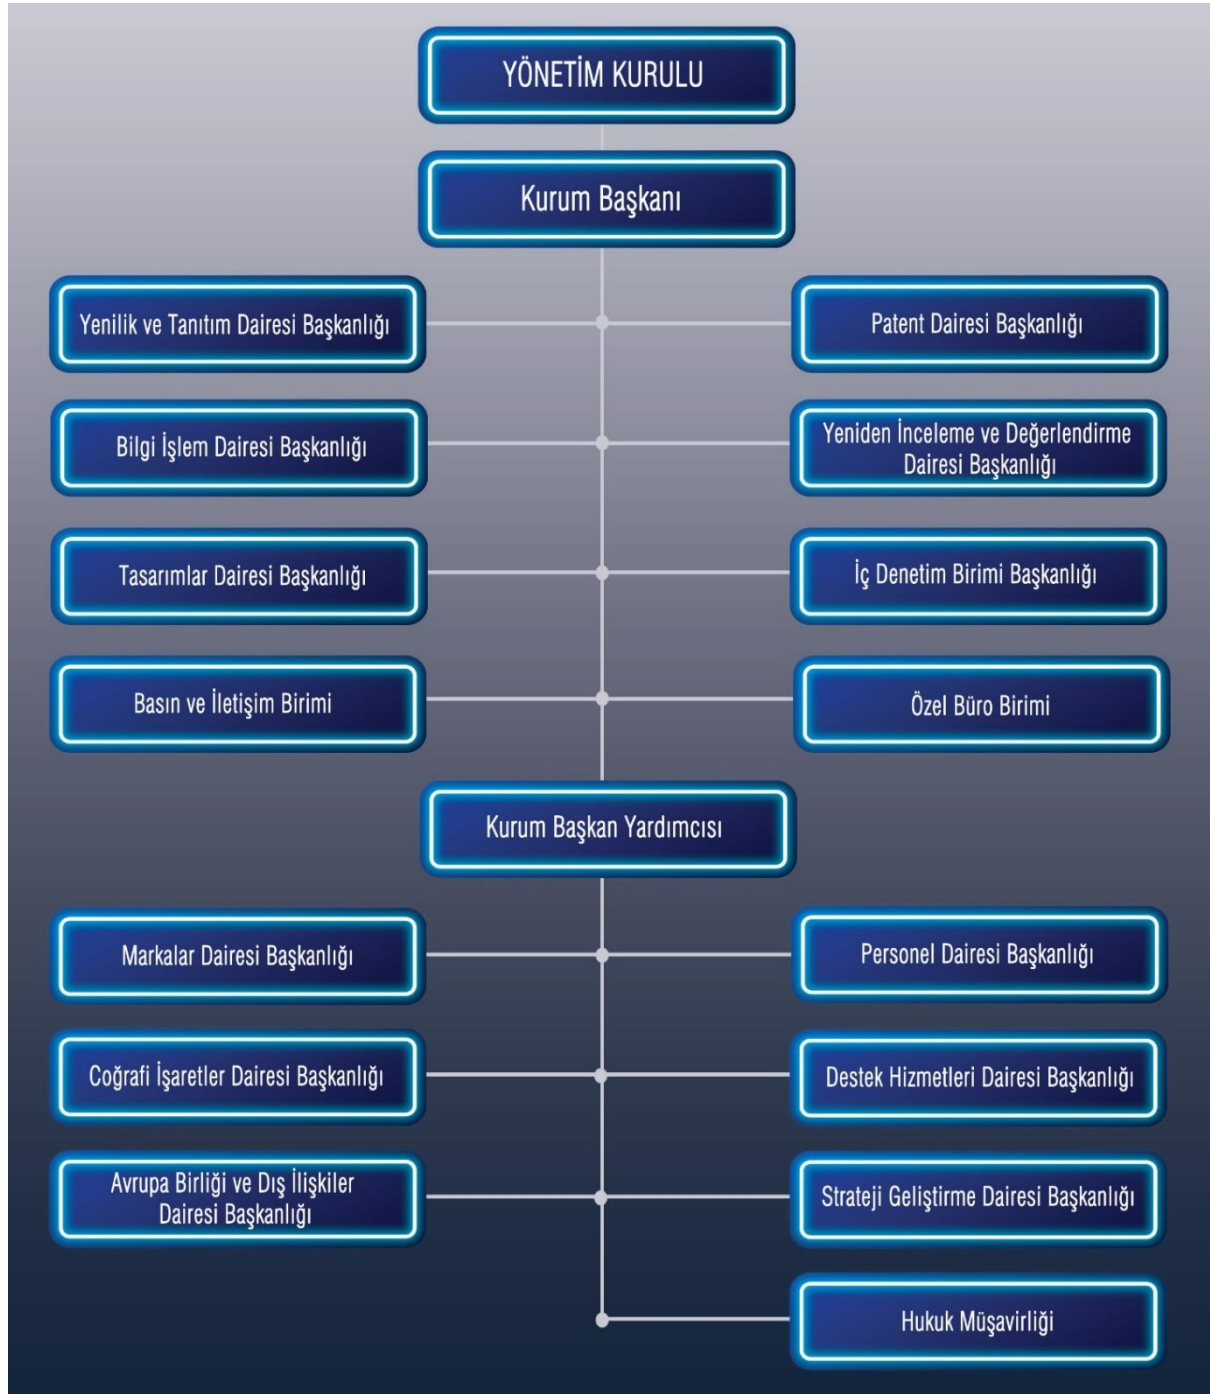 YÖNETİM KURULU
Kurum Başkanı
Yenilik ve Tanıtım Dairesi Başkanlığı
Patent Dairesi Başkanlığı
Bilgi İşlem Dairesi Başkanlığı
Yeniden İnceleme ve Değerlendirme
Dairesi Başkanlığı
Tasarımlar Dairesi Başkanlığı
İç Denetim Birimi Başkanlığı
Basın ve İletişim Birimi
Özel Büro Birimi
Kurum Başkan Yardımcısı
Markalar Dairesi Başkanlığı
Personel Dairesi Başkanlığı
Coğrafi İşaretler Dairesi Başkanlığı
Destek Hizmetleri Dairesi Başkanlığı
Avrupa Birliği ve Dış İlişkiler
Dairesi Başkanlığı
Strateji Geliştirme Dairesi Başkanlığı
Hukuk Müşavirliği